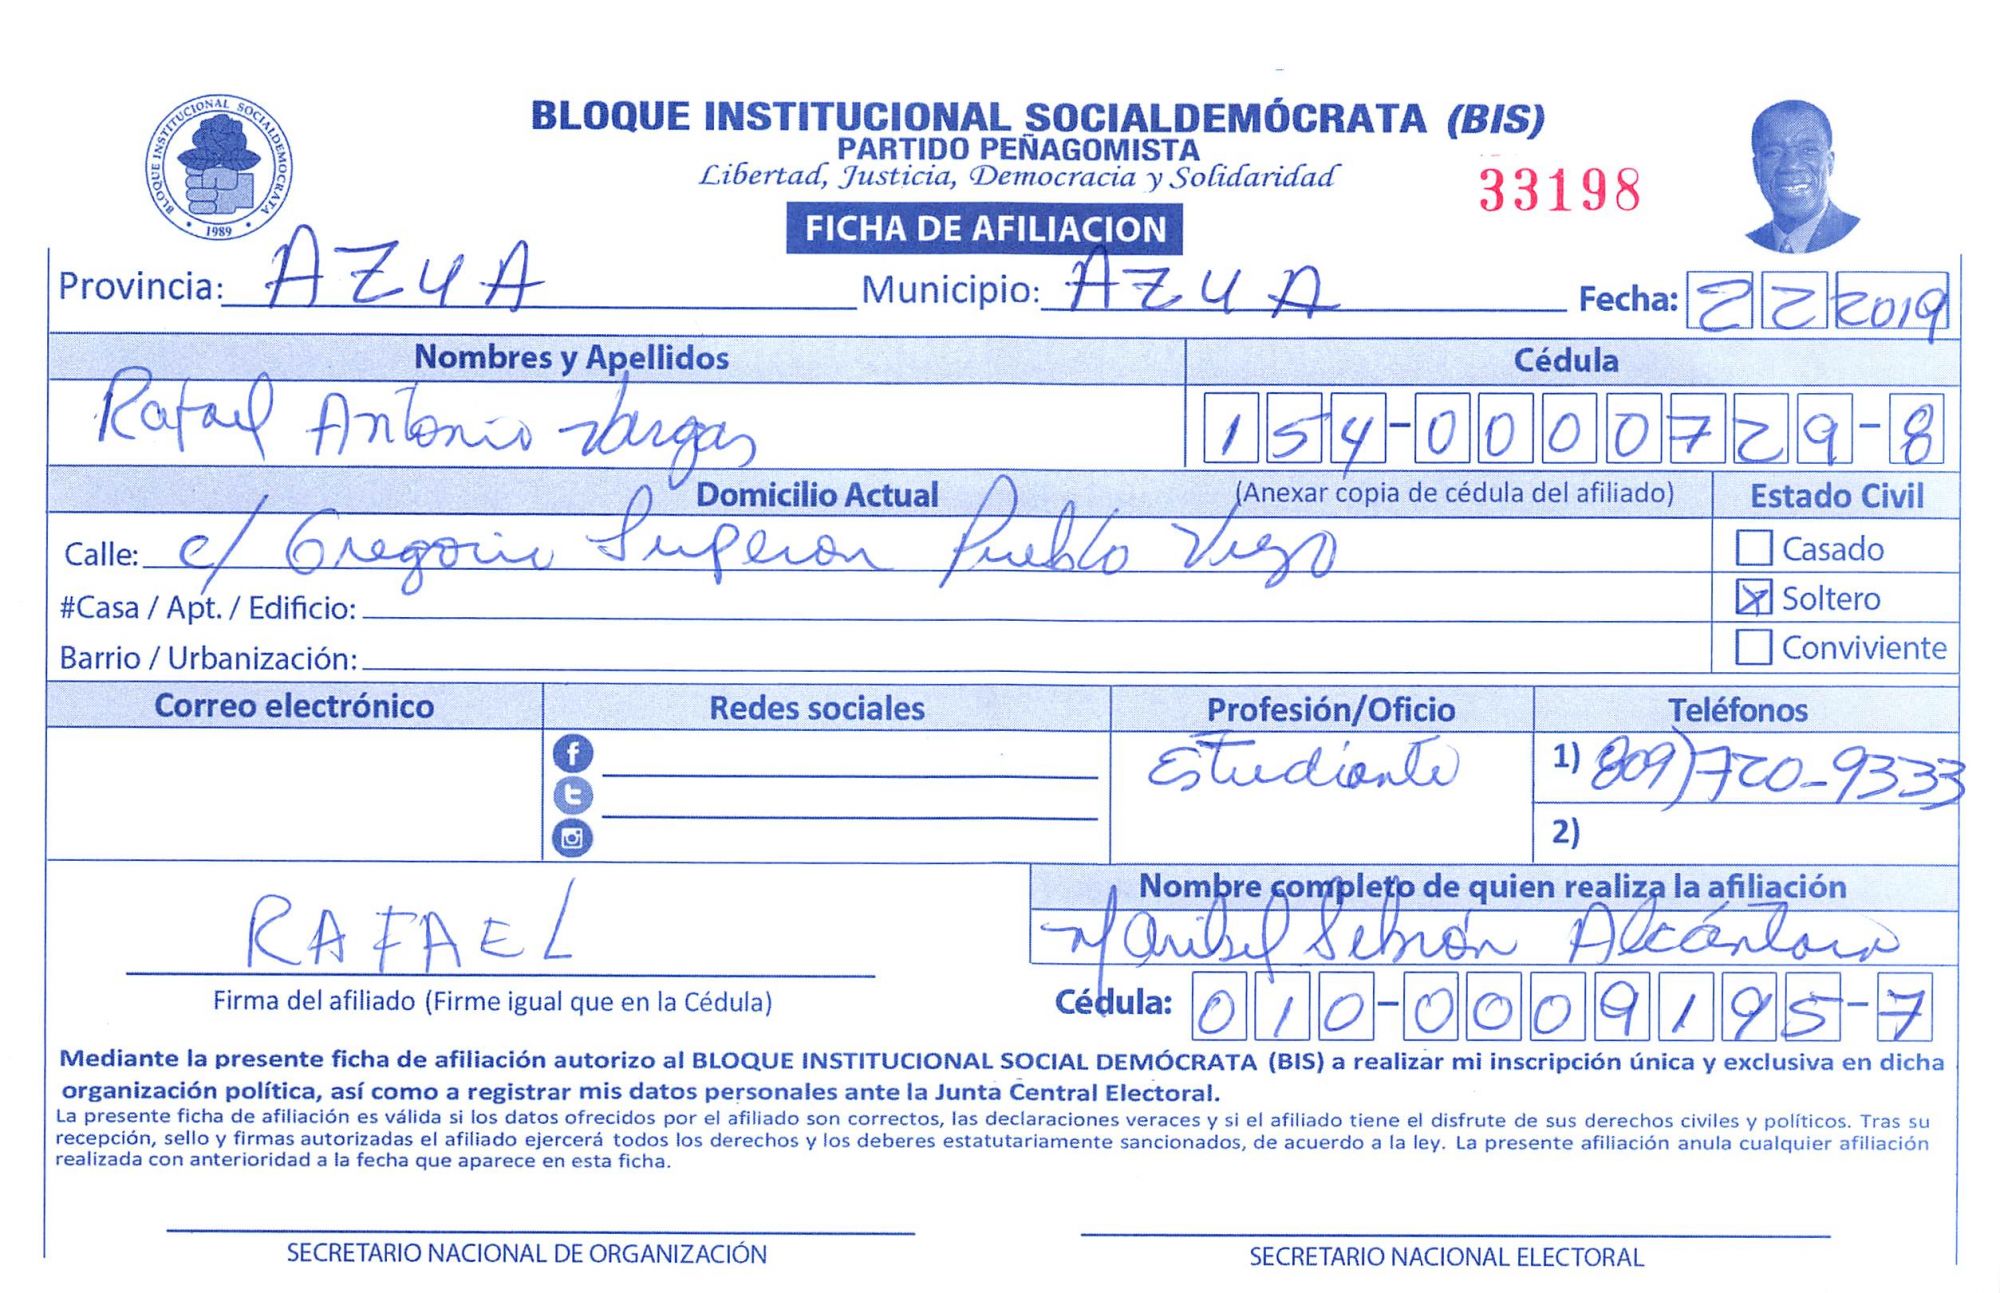 BLOQUE INSTITUCIONAL SOCIALDEMOCRATA
1989
BLOQUE INSTITUCIONAL SOCIALDEMÓCRATA (BIS)
PARTIDO PEÑAGOMISTA
Libertad, Justicia, Democracia y Solidaridad
33198
FICHA DE AFILIACION
Provincia: AZUA Municipio: AZUA Fecha: 2 2 2019
Nombres y Apellidos Cédula
Rafael Antonio Vargas 154-0000729-8
Domicilio Actual (Anexar copia de cédula del afiliado) Estado Civil
Calle: c/ Gregorio Pueblo Viejo Casado
#Casa / Apt. / Edificio: Soltero
Barrio / Urbanización: Conviviente
Correo electrónico Redes sociales Profesión/Oficio Teléfonos
Estudiante 1) 809)720-9333
2)
Nombre completo de quien realiza la afiliación
RAFAEL Maribel Sebrón Alcántara
Firma del afiliado (Firme igual que en la Cédula) Cédula: 010-0009195-7
Mediante la presente ficha de afiliación autorizo al BLOQUE INSTITUCIONAL SOCIAL DEMÓCRATA (BIS) a realizar mi inscripción única y exclusiva en dicha
organización política, así como a registrar mis datos personales ante la Junta Central Electoral.
La presente ficha de afiliación es válida si los datos ofrecidos por el afiliado son correctos, las declaraciones veraces y si el afiliado tiene el disfrute de sus derechos civiles y políticos. Tras su
recepción, sello y firmas autorizadas el afiliado ejercerá todos los derechos y los deberes estatutariamente sancionados, de acuerdo a la ley. La presente afiliación anula cualquier afiliación
realizada con anterioridad a la fecha que aparece en esta ficha.
SECRETARIO NACIONAL DE ORGANIZACIÓN SECRETARIO NACIONAL ELECTORAL